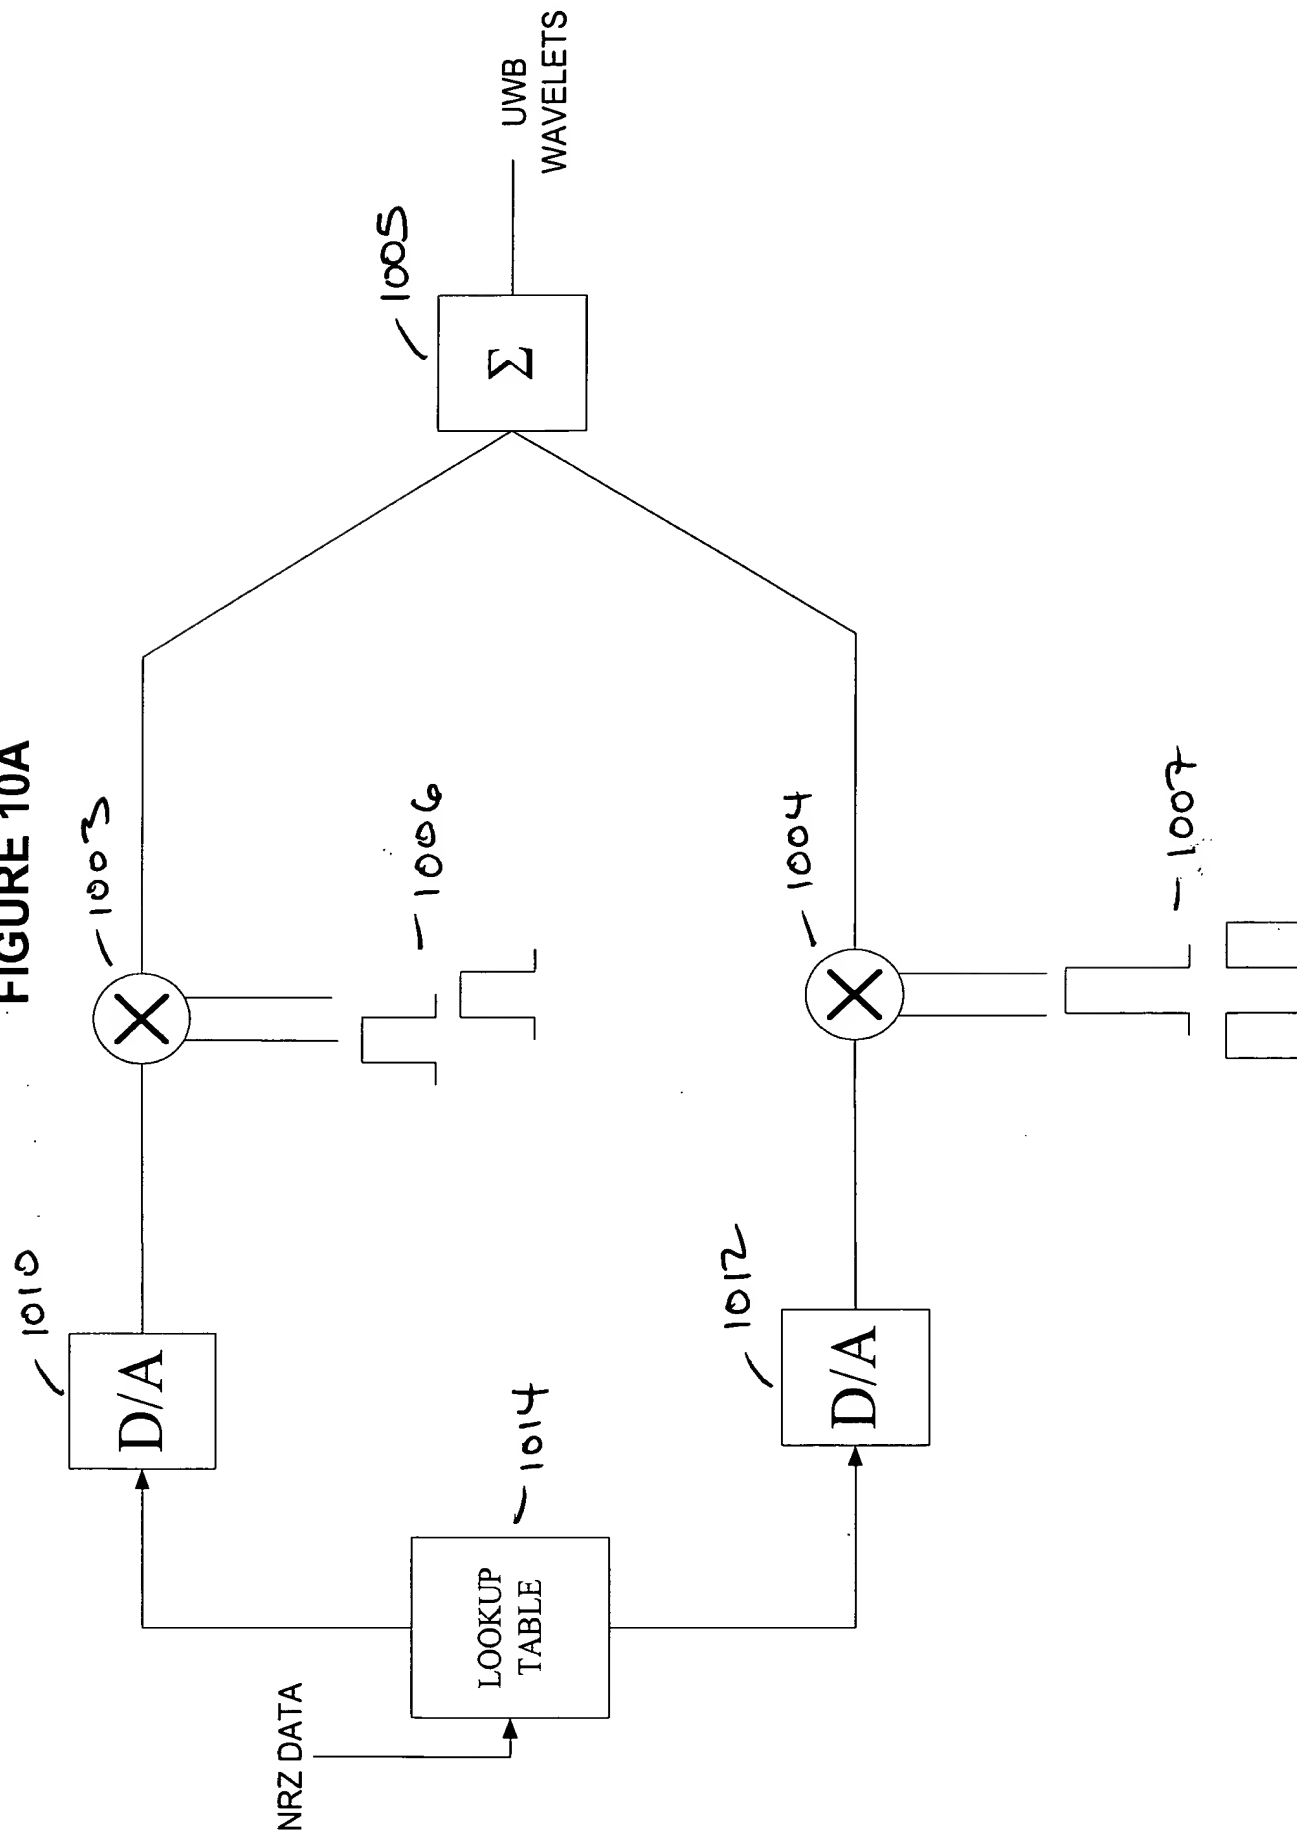 FIGURE 10A
NRZ DATA
LOOKUP
TABLE
1014
D/A
1010
D/A
1012
X
1003
1006
X
1004
1007
Σ
1005
UWB
WAVELETS